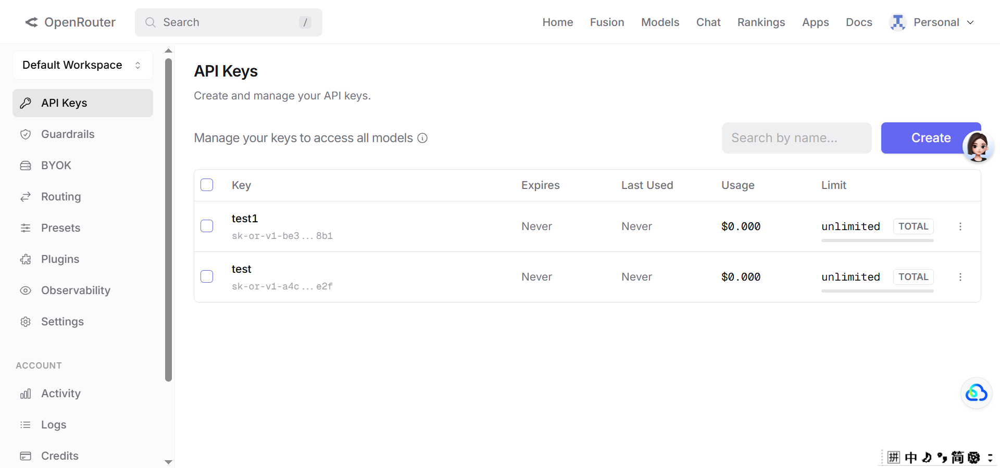 OpenRouter
Search /
Home Fusion Models Chat Rankings Apps Docs Personal
Default Workspace
API Keys
Guardrails
BYOK
Routing
Presets
Plugins
Observability
Settings
ACCOUNT
Activity
Logs
Credits
API Keys
Create and manage your API keys.
Manage your keys to access all models
Search by name...
Create
Key Expires Last Used Usage Limit
test1
sk-or-v1-be3...8b1
Never Never $0.000 unlimited TOTAL
test
sk-or-v1-a4c...e2f
Never Never $0.000 unlimited TOTAL
拼 中 简